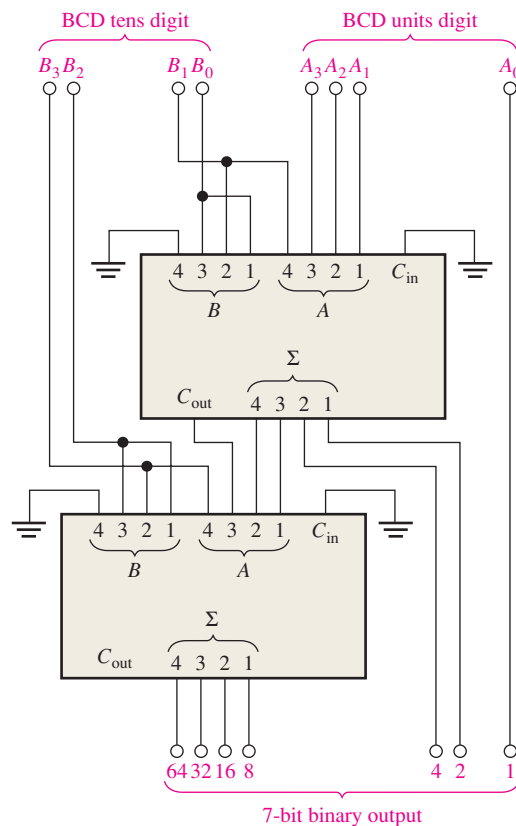 BCD tens digit BCD units digit
B3 B2 B1 B0 A3 A2 A1 A0
4 3 2 1 4 3 2 1 Cin
B A
Σ
Cout 4 3 2 1
4 3 2 1 4 3 2 1 Cin
B A
Σ
Cout 4 3 2 1
64 32 16 8 4 2 1
7-bit binary output